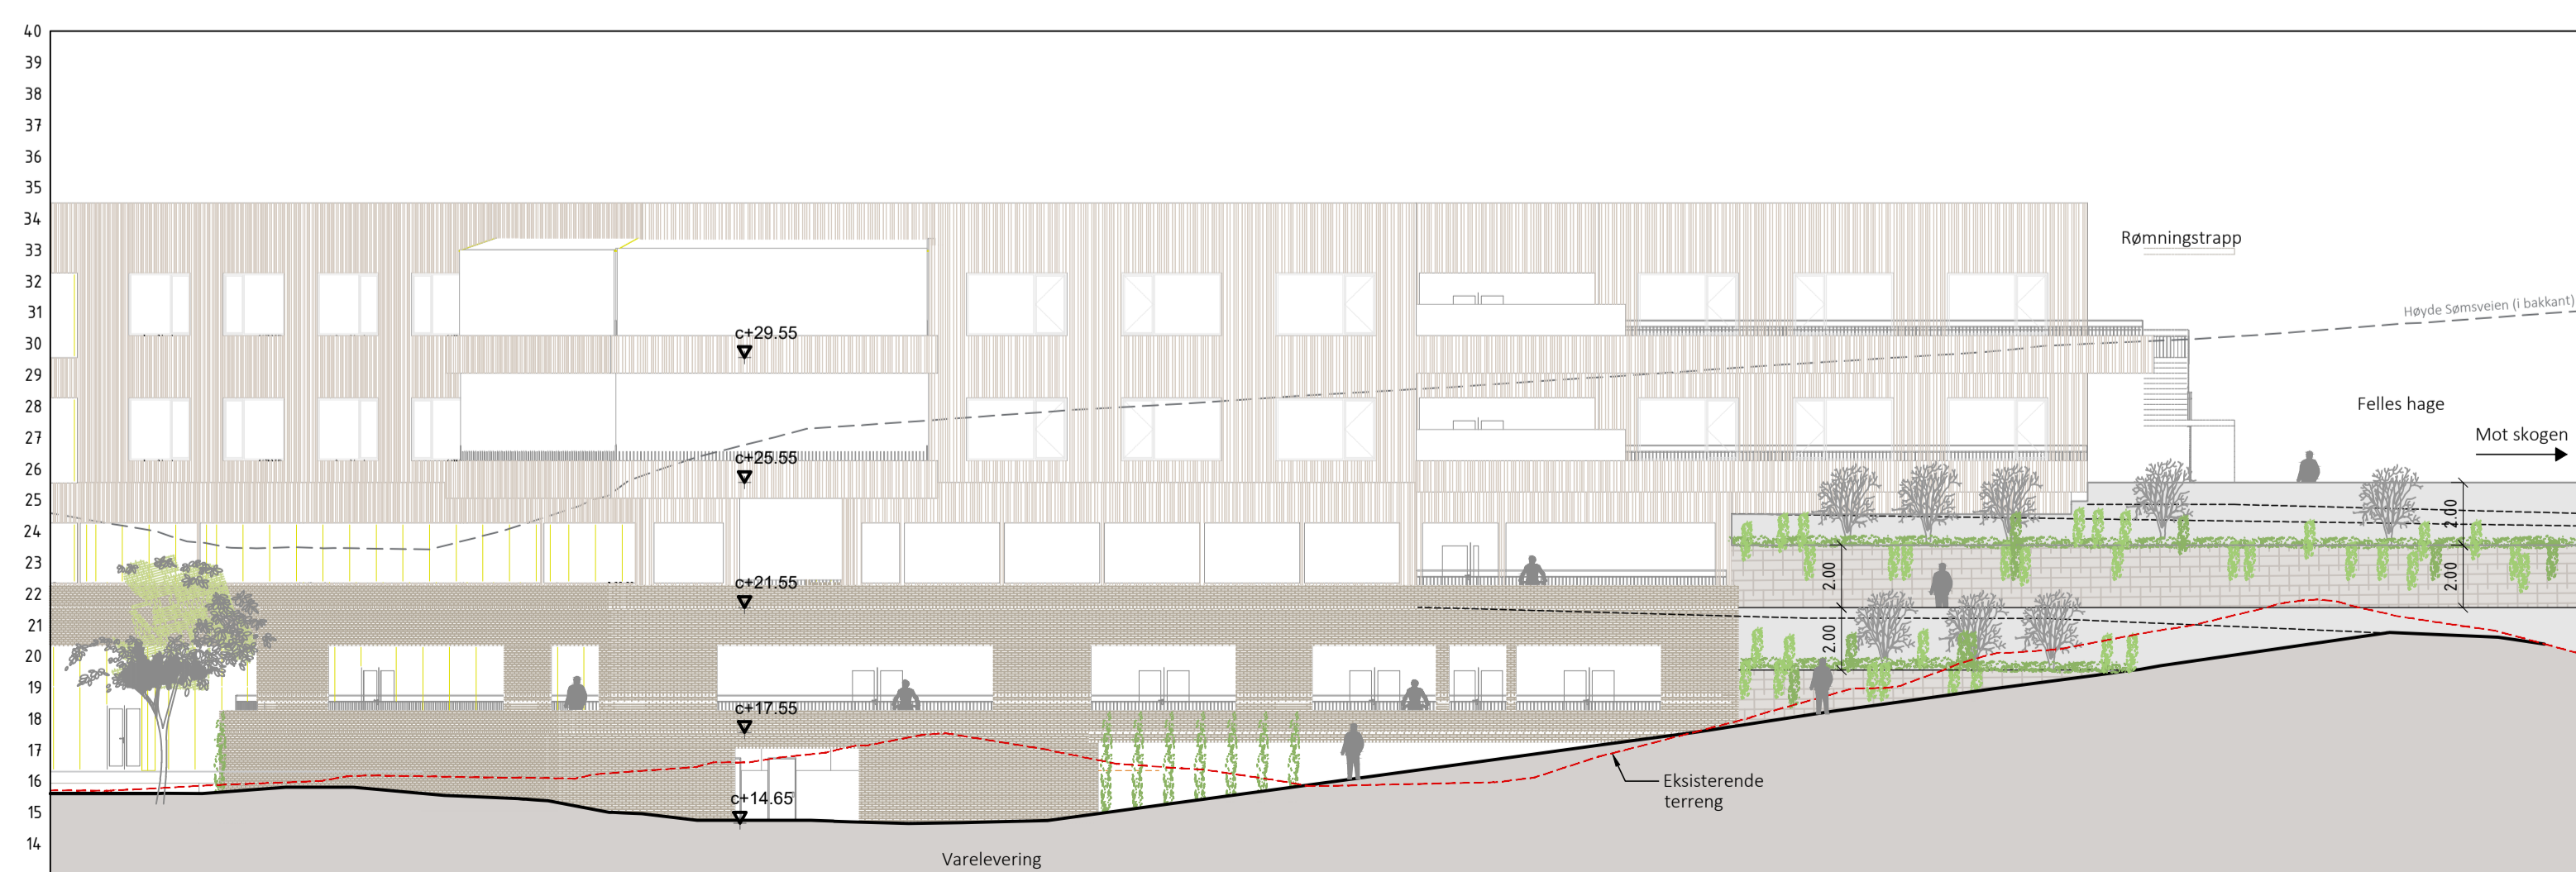 40
39
38
37
36
35
34
33
32
31
30
29
28
27
26
25
24
23
22
21
20
19
18
17
16
15
14
Rømningstrapp
Høyde Sømsveien (i bakkant)
c+29.55
Felles hage
Mot skogen
c+25.55
2.00
2.00
2.00
2.00
c+21.55
c+17.55
c+14.65
Eksisterende
terreng
Varelevering